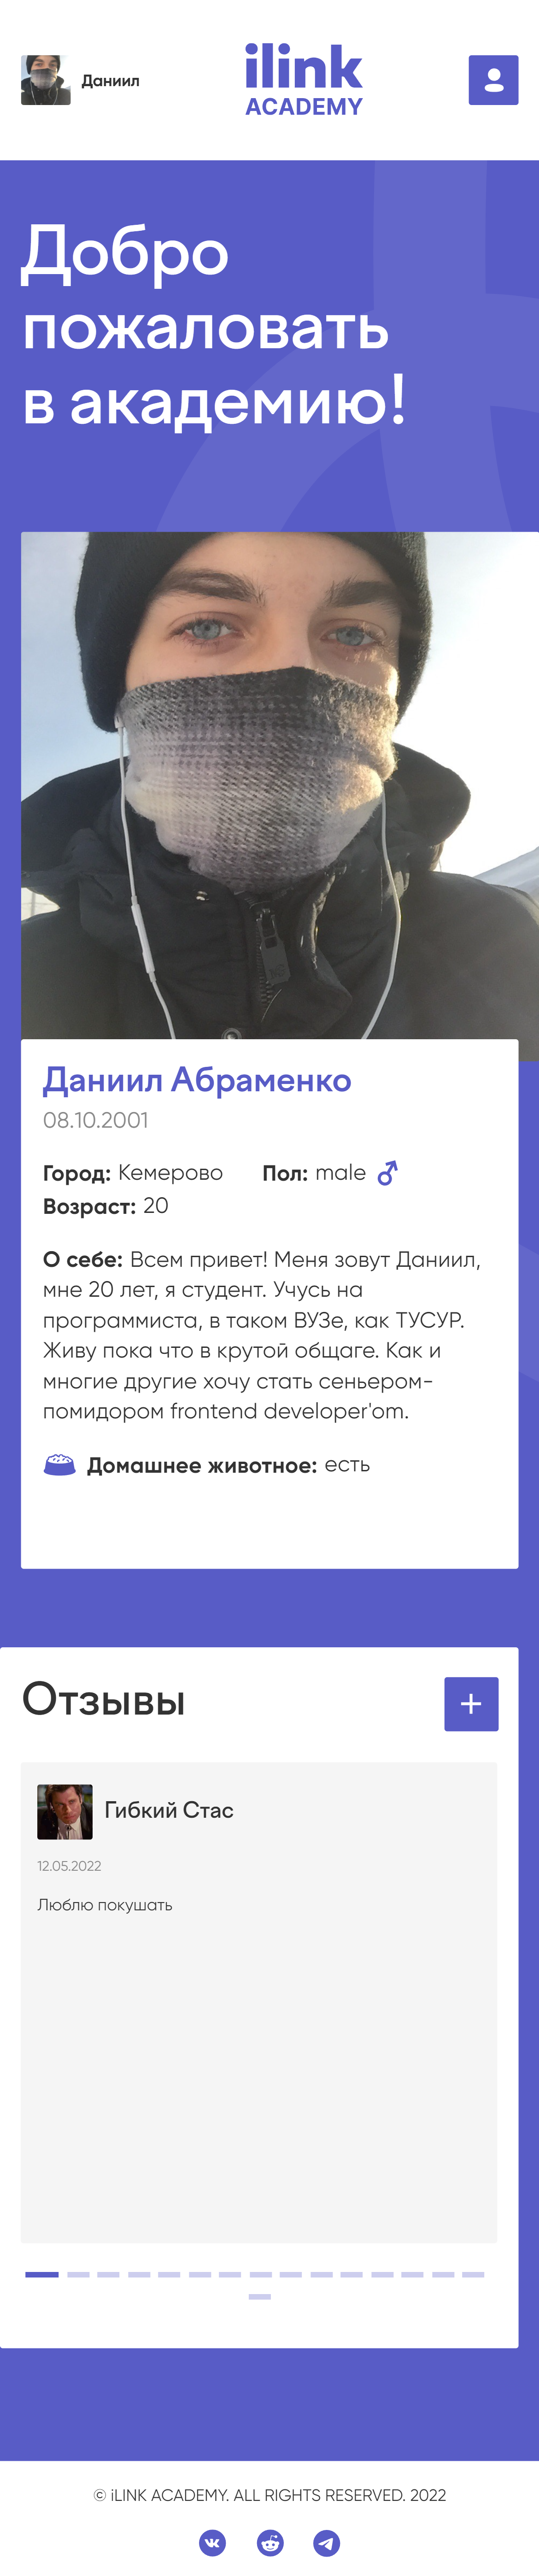 Даниил
ilink
ACADEMY
Добро
пожаловать
в академию!
Даниил Абраменко
08.10.2001
Город: Кемерово Пол: male
Возраст: 20
О себе: Всем привет! Меня зовут Даниил,
мне 20 лет, я студент. Учусь на
программиста, в таком ВУЗе, как ТУСУР.
Живу пока что в крутой общаге. Как и
многие другие хочу стать сеньером-
помидором frontend developer'om.
Домашнее животное: есть
Отзывы
Гибкий Стас
12.05.2022
Люблю покушать
© iLINK ACADEMY. ALL RIGHTS RESERVED. 2022